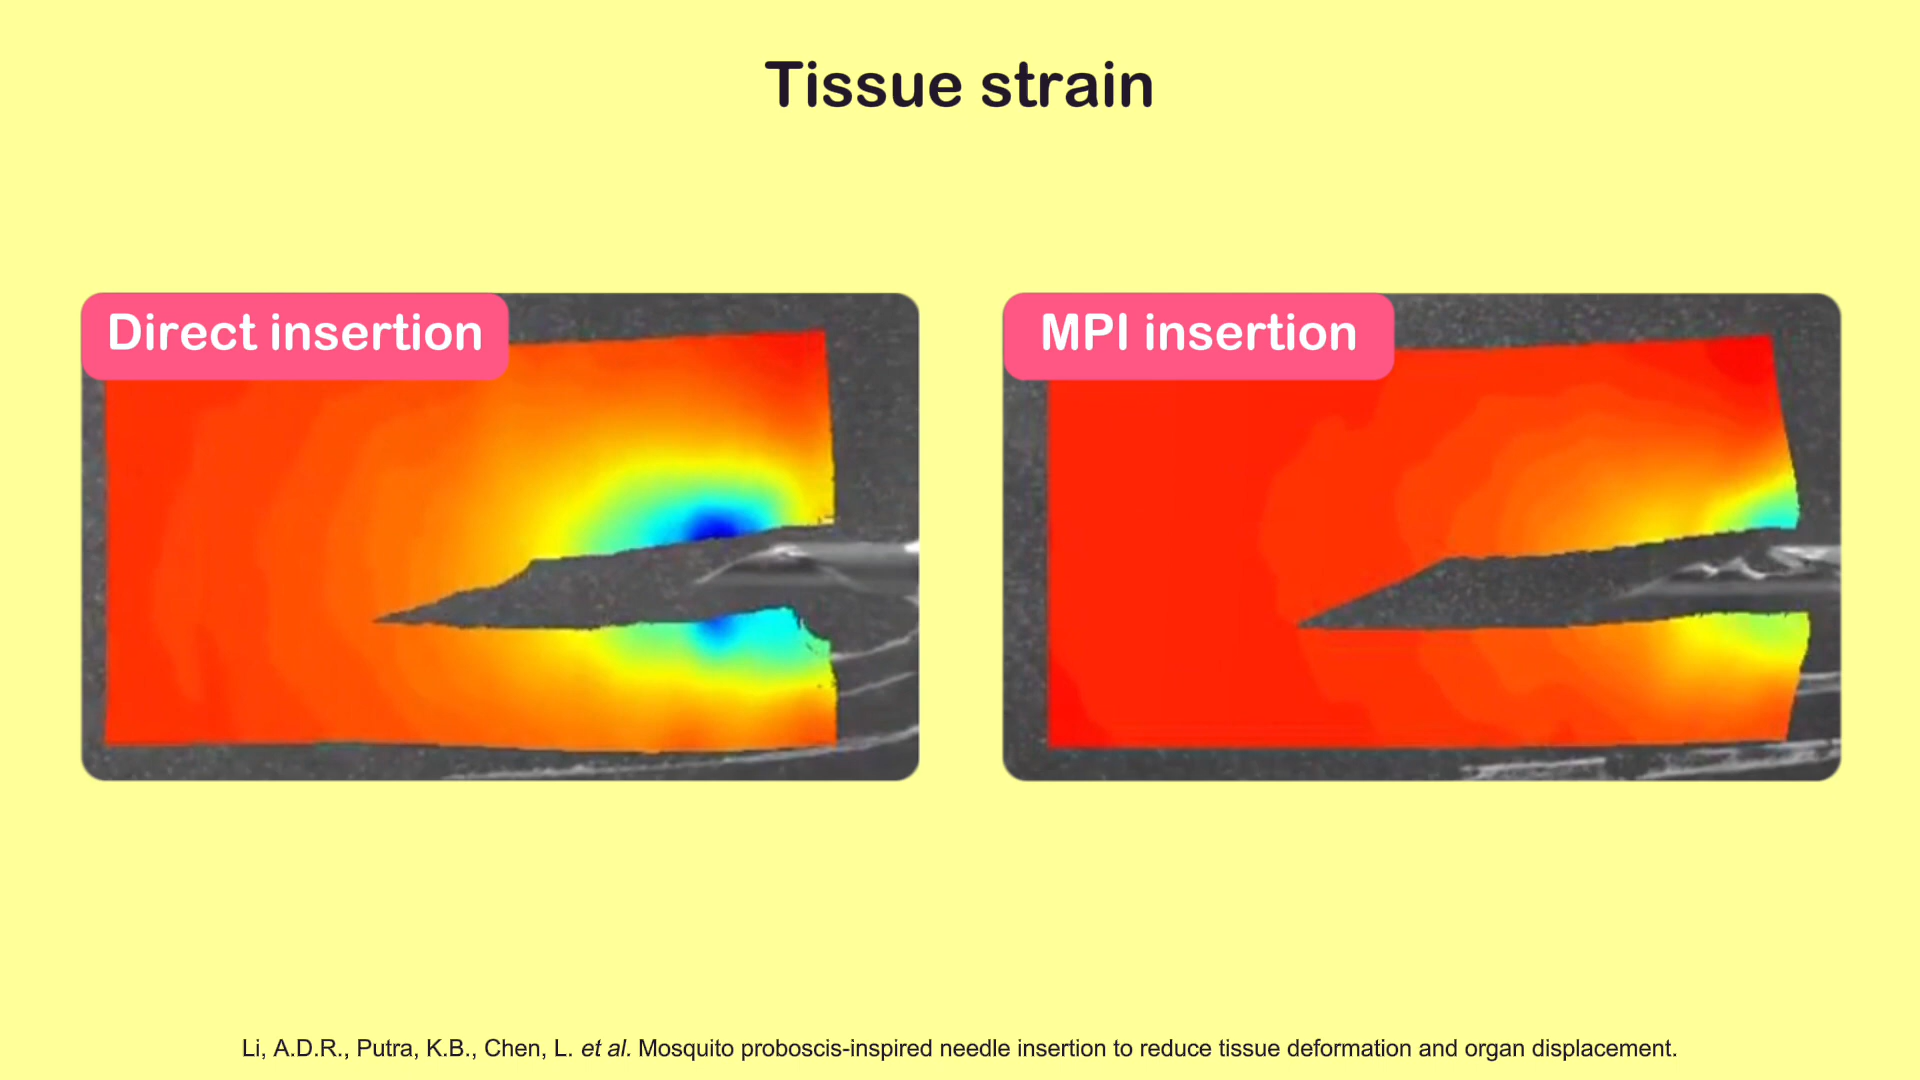 Tissue strain
Direct insertion
MPI insertion
Li, A.D.R., Putra, K.B., Chen, L. et al. Mosquito proboscis-inspired needle insertion to reduce tissue deformation and organ displacement.